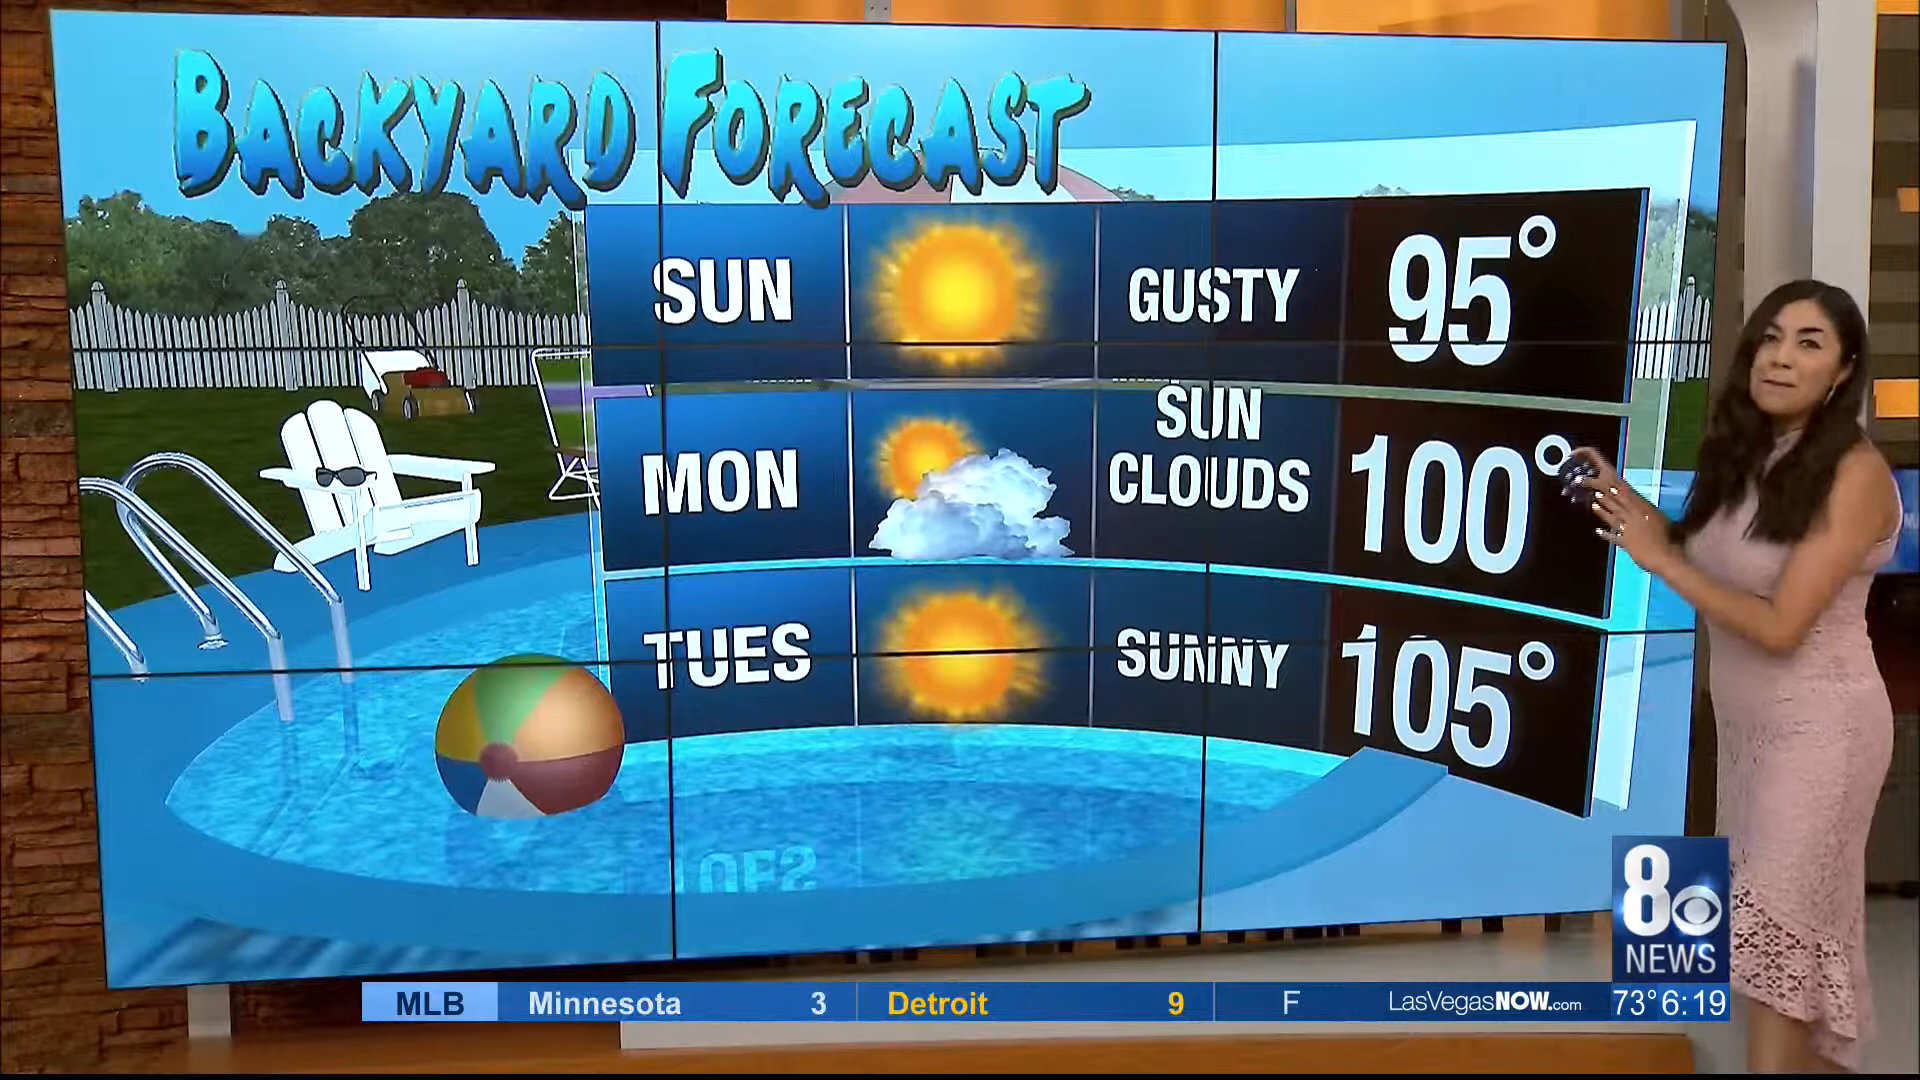 BACKYARD FORECAST
SUN GUSTY 95°
MON SUN CLOUDS 100°
TUES SUNNY 105°
8
NEWS
MLB Minnesota 3 Detroit 9 F LasVegasNOW.com 73° 6:19